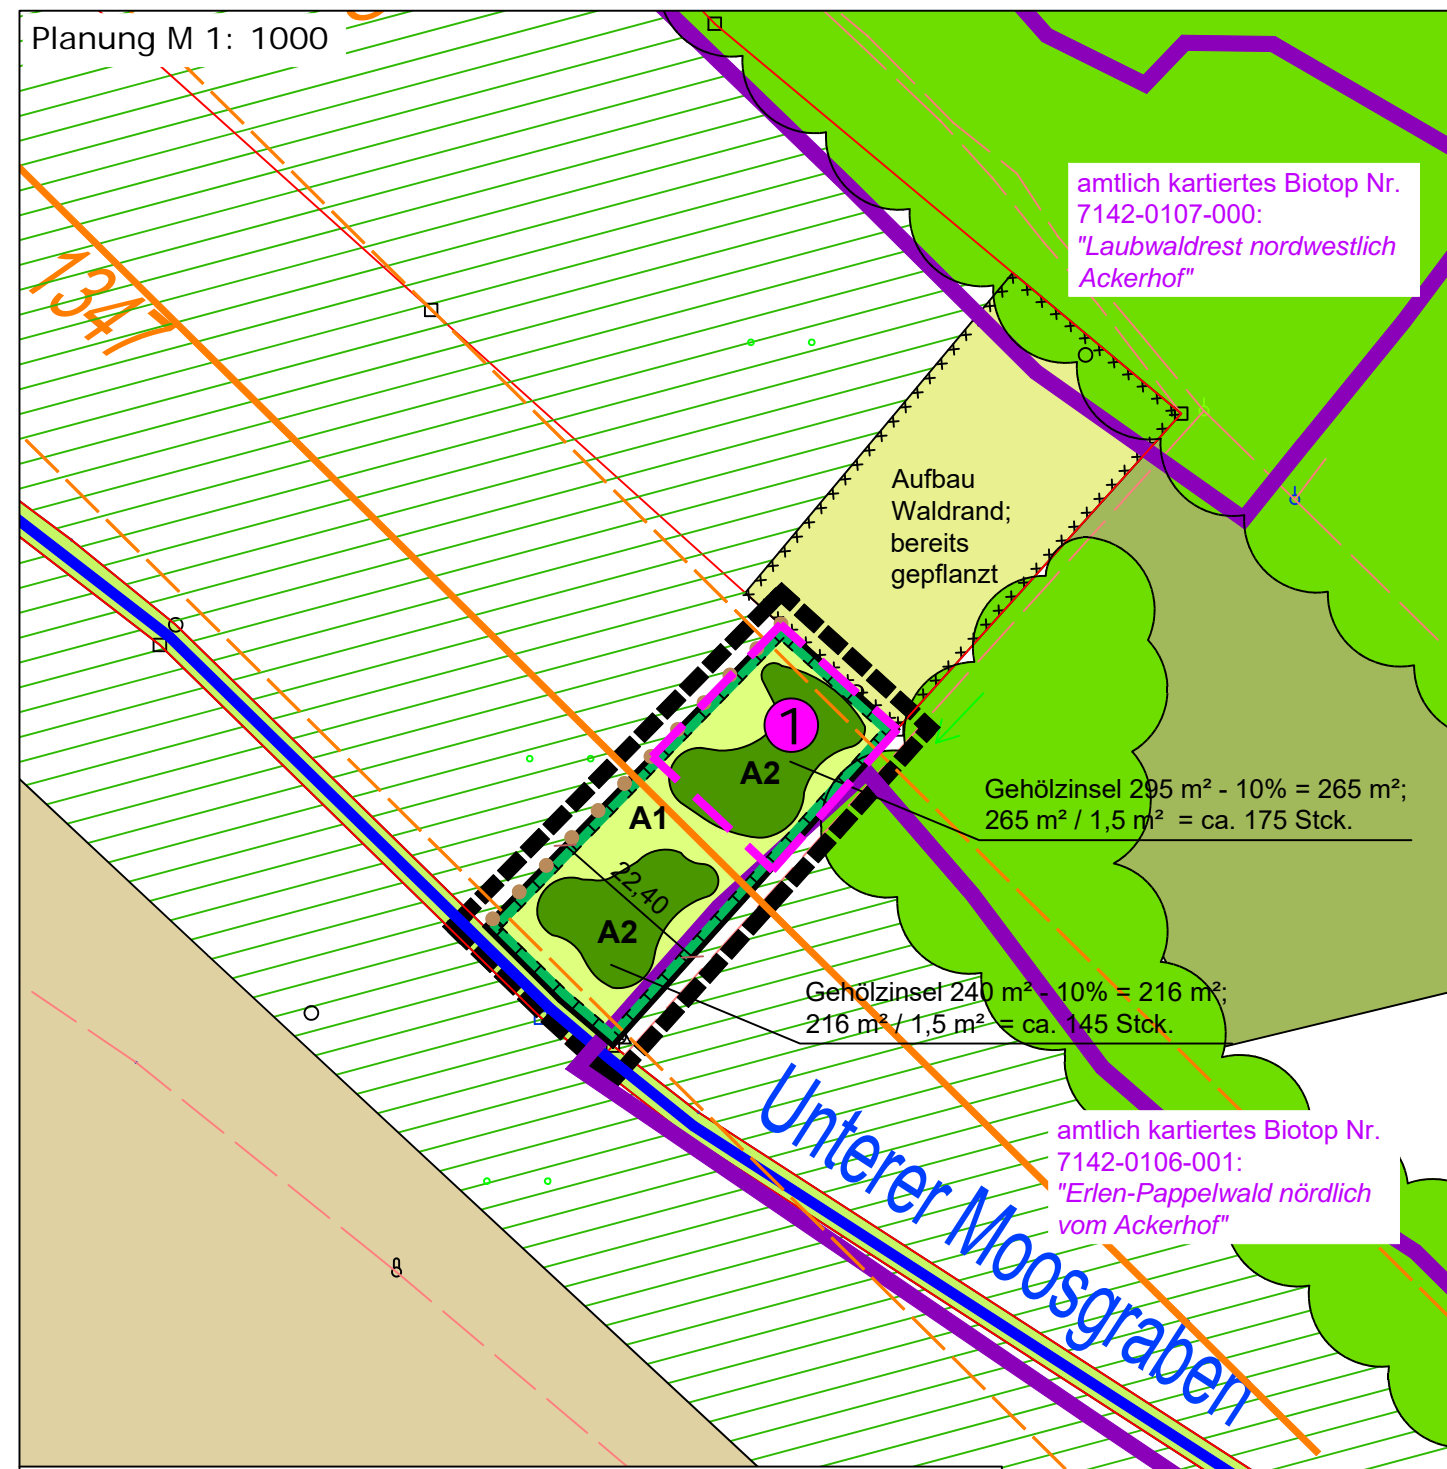 Planung M 1: 1000
amtlich kartiertes Biotop Nr.
7142-0107-000:
"Laubwaldrest nordwestlich
Ackerhof"
1347
Aufbau
Waldrand;
bereits
gepflanzt
1
A2
A1
Gehölzinsel 295 m² - 10% = 265 m²;
265 m² / 1,5 m² = ca. 175 Stck.
22,40
A2
Gehölzinsel 240 m² - 10% = 216 m²;
216 m² / 1,5 m² = ca. 145 Stck.
Unterer Moosgraben
amtlich kartiertes Biotop Nr.
7142-0106-001:
"Erlen-Pappelwald nördlich
vom Ackerhof"